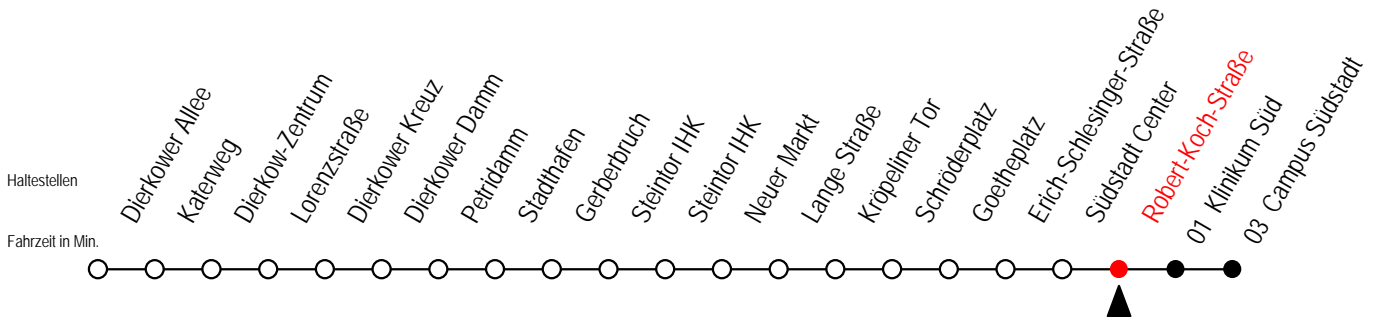 Haltestellen
Fahrzeit in Min.
Dierkower Allee
Katerweg
Dierkow-Zentrum
Lorenzstraße
Dierkower Kreuz
Dierkower Damm
Petridamm
Stadthafen
Gerberbruch
Steintor IHK
Steintor IHK
Neuer Markt
Lange Straße
Kröpeliner Tor
Schröderplatz
Goetheplatz
Erich-Schlesinger-Straße
Südstadt Center
Robert-Koch-Straße
01 Klinikum Süd
03 Campus Südstadt